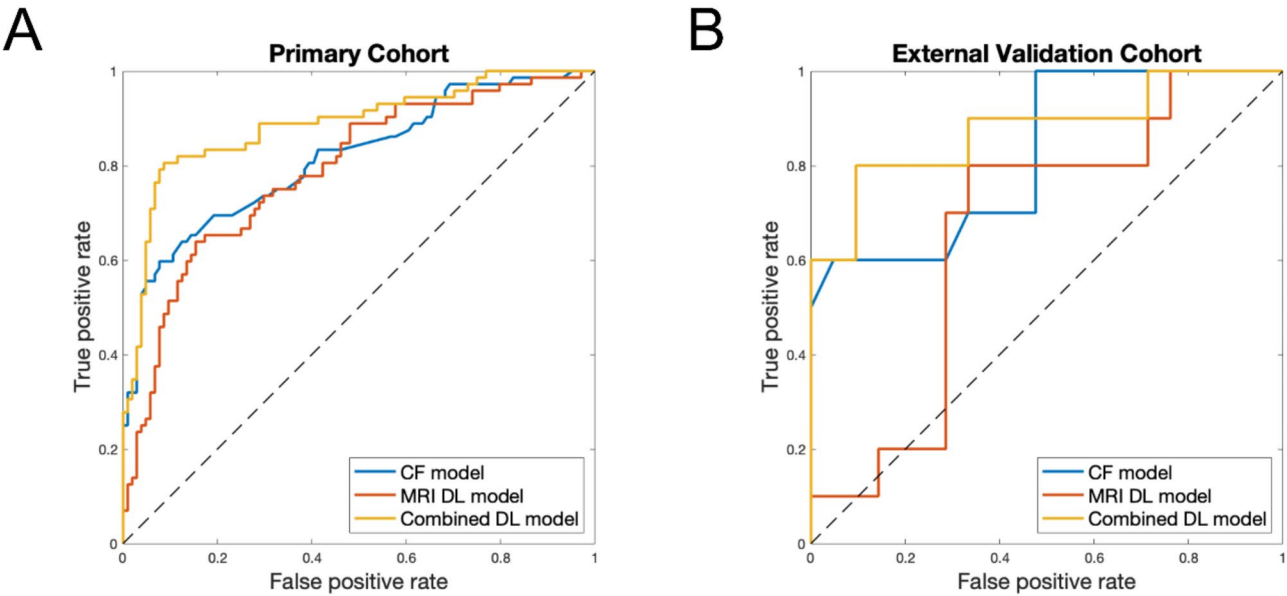 A
Primary Cohort
True positive rate
1
0.8
0.6
0.4
0.2
0
0
0.2
0.4
0.6
0.8
1
False positive rate
CF model
MRI DL model
Combined DL model
B
External Validation Cohort
True positive rate
1
0.8
0.6
0.4
0.2
0
0
0.2
0.4
0.6
0.8
1
False positive rate
CF model
MRI DL model
Combined DL model